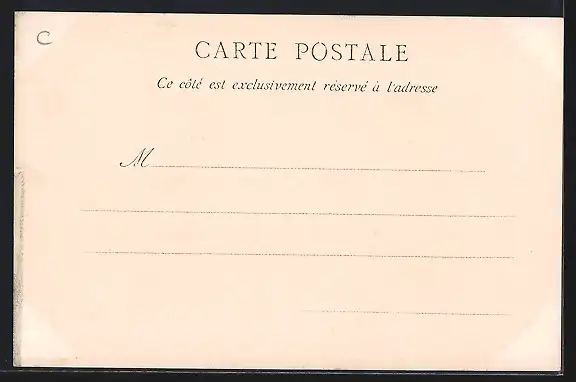 C
CARTE POSTALE
Ce côté est exclusivement réservé à l'adresse
M